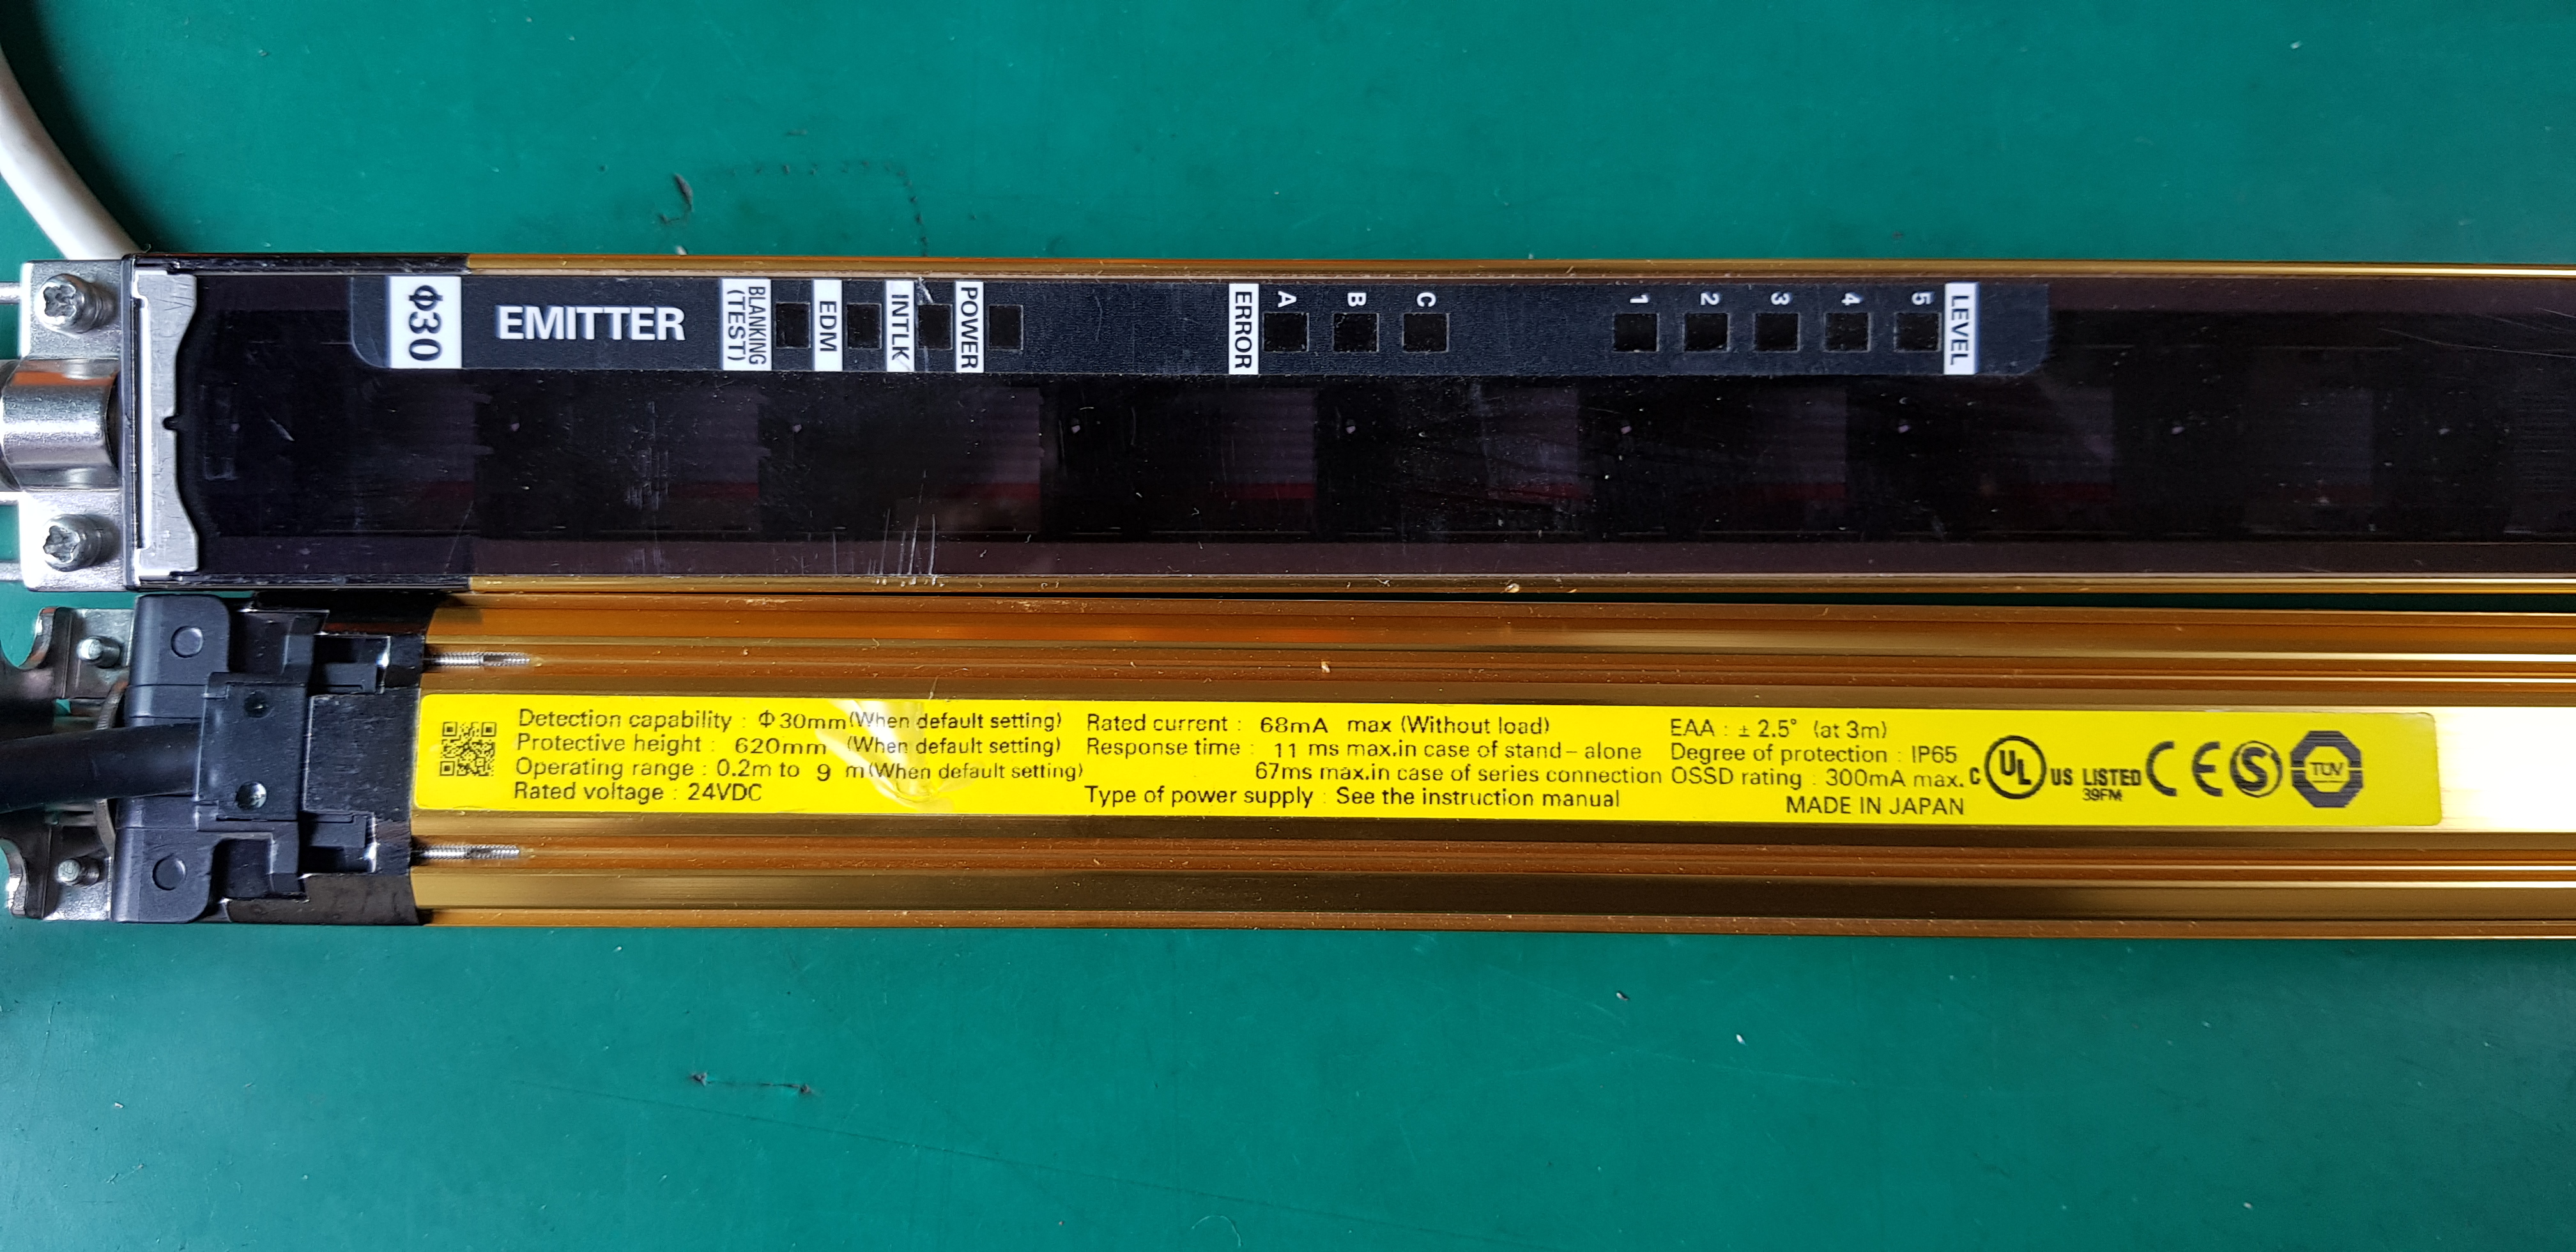 Φ30
EMITTER
BLANKING
(TEST)
EDM
INTLK
POWER
ERROR
A
B
C
1
2
3
4
5
LEVEL
Detection capability : Φ30mm(When default setting)
Protective height : 620mm (When default setting)
Operating range : 0.2m to 9 m(When default setting)
Rated voltage : 24VDC
Rated current : 68mA max (Without load)
Response time : 11 ms max.in case of stand-alone
67ms max.in case of series connection
Type of power supply : See the instruction manual
EAA : ± 2.5° (at 3m)
Degree of protection : IP65
OSSD rating : 300mA max.
MADE IN JAPAN
C UL US LISTED
39FM
CE
S
TUV